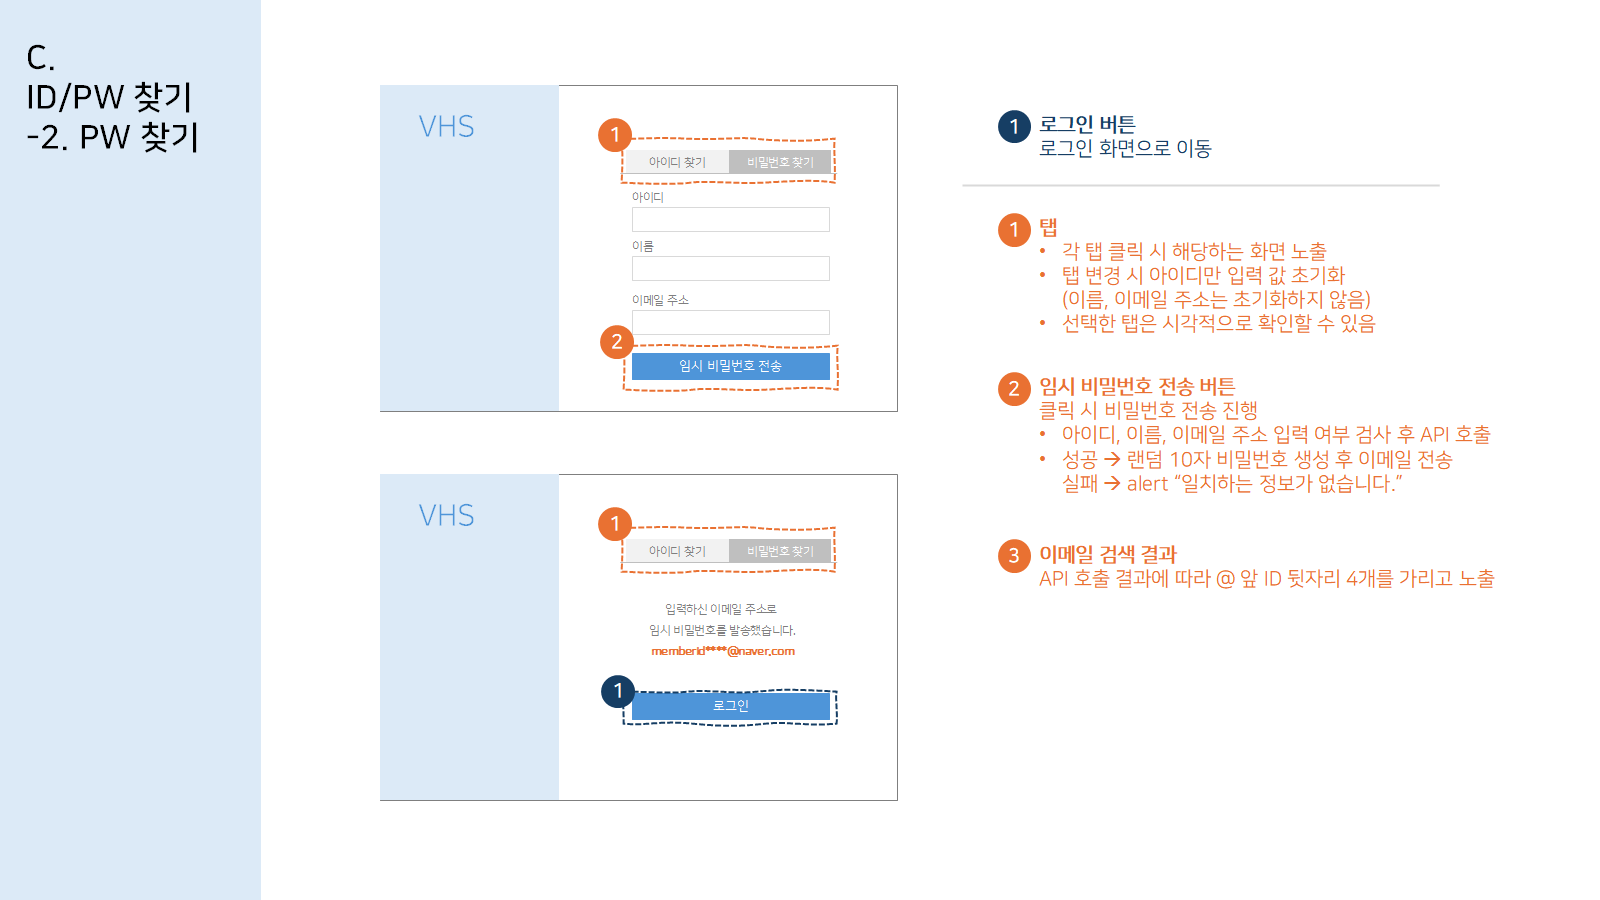 C.
ID/PW 찾기
-2. PW 찾기
VHS
1
아이디 찾기
비밀번호 찾기
아이디
이름
이메일 주소
2
임시 비밀번호 전송
VHS
1
아이디 찾기
비밀번호 찾기
입력하신 이메일 주소로
임시 비밀번호를 발송했습니다.
memberId****@naver.com
1
로그인
1 로그인 버튼
로그인 화면으로 이동
1 탭
• 각 탭 클릭 시 해당하는 화면 노출
• 탭 변경 시 아이디만 입력 값 초기화
(이름, 이메일 주소는 초기화하지 않음)
• 선택한 탭은 시각적으로 확인할 수 있음
2 임시 비밀번호 전송 버튼
클릭 시 비밀번호 전송 진행
• 아이디, 이름, 이메일 주소 입력 여부 검사 후 API 호출
• 성공 → 랜덤 10자 비밀번호 생성 후 이메일 전송
실패 → alert “일치하는 정보가 없습니다.”
3 이메일 검색 결과
API 호출 결과에 따라 @ 앞 ID 뒷자리 4개를 가리고 노출